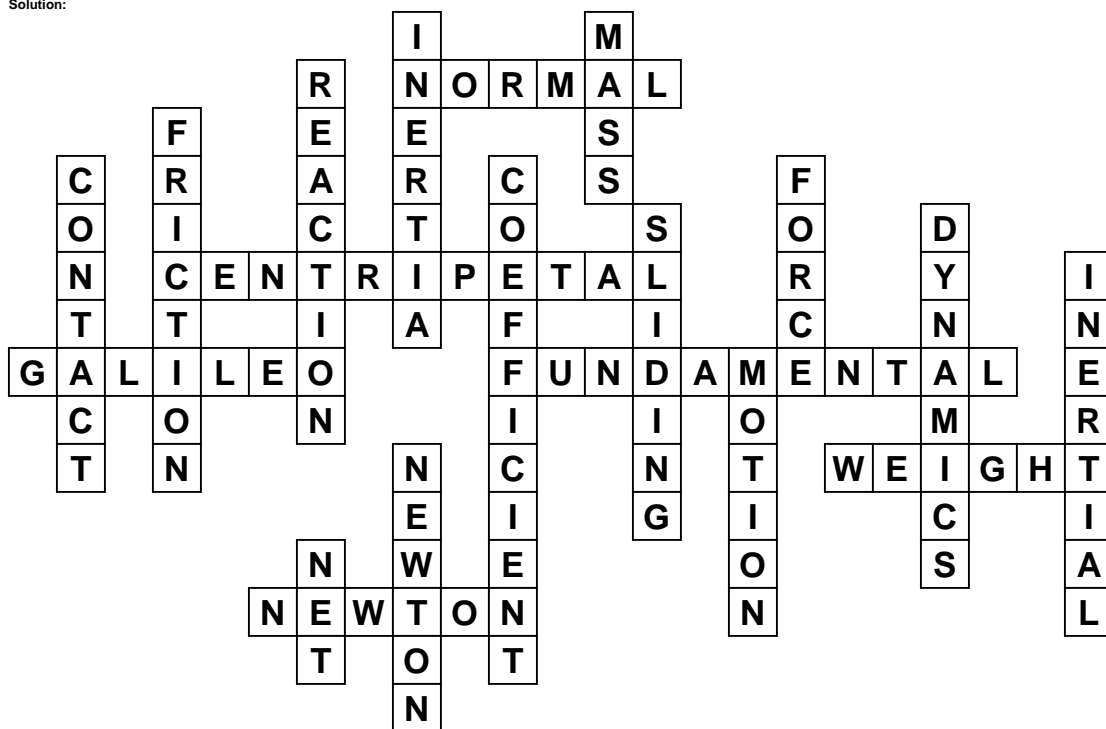 Solution:
I M
R N O R M A L
F E E S
C R A R C S F
O I C T O S O D
N C E N T R I P E T A L R Y I
T T I A F I C N N
G A L I L E O F U N D A M E N T A L E
C O N I I O M R
T N N C N T W E I G H T
E I G I C I
N W E O S A
N E W T O N N L
T O T
N